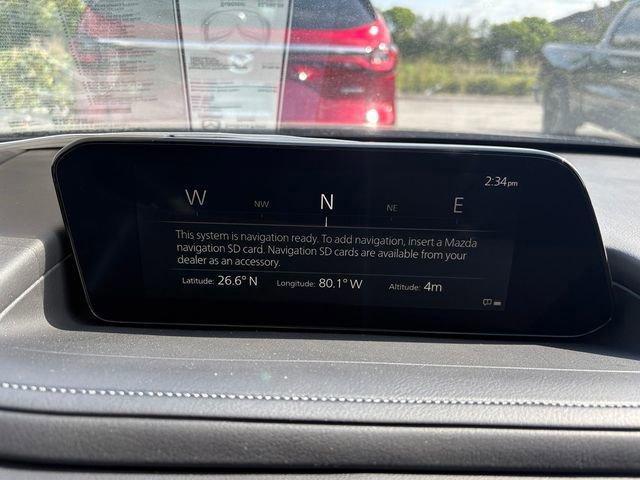 2:34pm
W NW N NE E
This system is navigation ready. To add navigation, insert a Mazda
navigation SD card. Navigation SD cards are available from your
dealer as an accessory.
Latitude: 26.6° N Longitude: 80.1° W Altitude: 4m